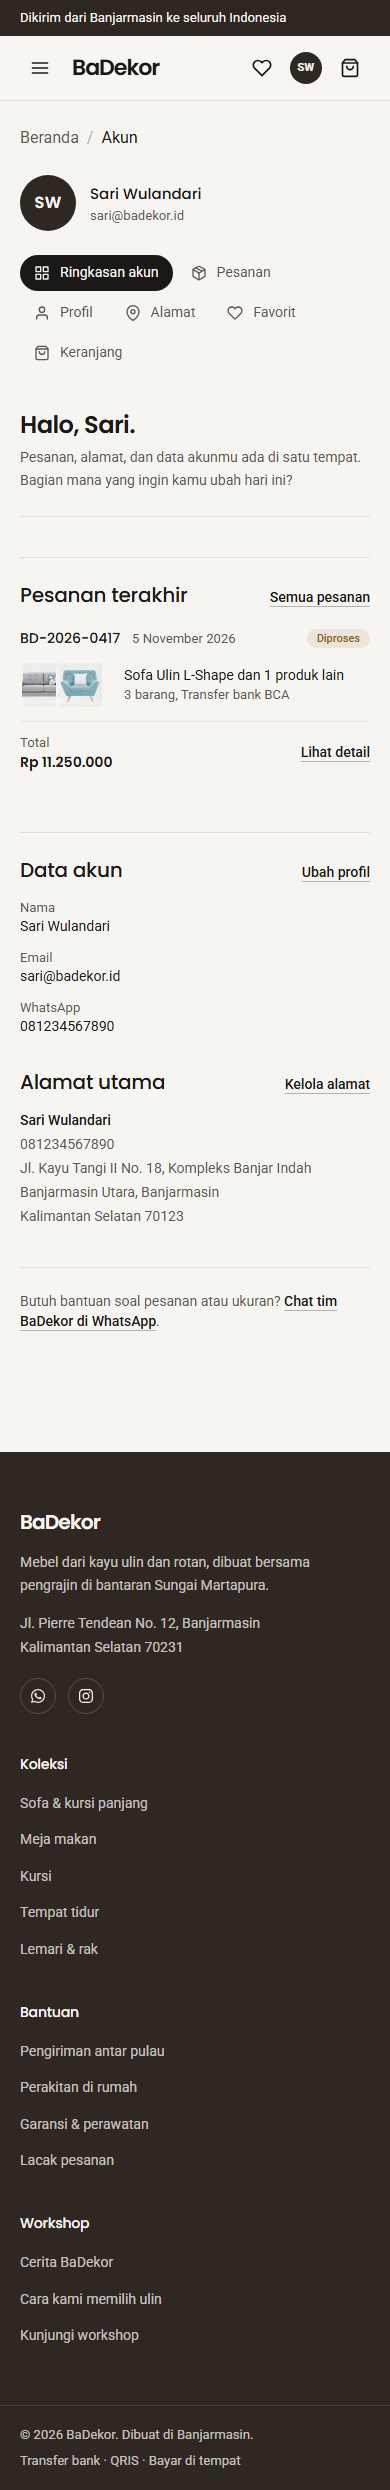 Dikirim dari Banjarmasin ke seluruh Indonesia
BaDekor
SW
Beranda / Akun
SW
Sari Wulandari
sari@badekor.id
Ringkasan akun
Pesanan
Profil
Alamat
Favorit
Keranjang
Halo, Sari.
Pesanan, alamat, dan data akunmu ada di satu tempat.
Bagian mana yang ingin kamu ubah hari ini?
Pesanan terakhir
Semua pesanan
BD-2026-0417 5 November 2026
Diproses
Sofa Ulin L-Shape dan 1 produk lain
3 barang, Transfer bank BCA
Total
Rp 11.250.000
Lihat detail
Data akun
Ubah profil
Nama
Sari Wulandari
Email
sari@badekor.id
WhatsApp
081234567890
Alamat utama
Kelola alamat
Sari Wulandari
081234567890
Jl. Kayu Tangi II No. 18, Kompleks Banjar Indah
Banjarmasin Utara, Banjarmasin
Kalimantan Selatan 70123
Butuh bantuan soal pesanan atau ukuran? Chat tim
BaDekor di WhatsApp.
BaDekor
Mebel dari kayu ulin dan rotan, dibuat bersama
pengrajin di bantaran Sungai Martapura.
Jl. Pierre Tendean No. 12, Banjarmasin
Kalimantan Selatan 70231
Koleksi
Sofa & kursi panjang
Meja makan
Kursi
Tempat tidur
Lemari & rak
Bantuan
Pengiriman antar pulau
Perakitan di rumah
Garansi & perawatan
Lacak pesanan
Workshop
Cerita BaDekor
Cara kami memilih ulin
Kunjungi workshop
© 2026 BaDekor. Dibuat di Banjarmasin.
Transfer bank · QRIS · Bayar di tempat